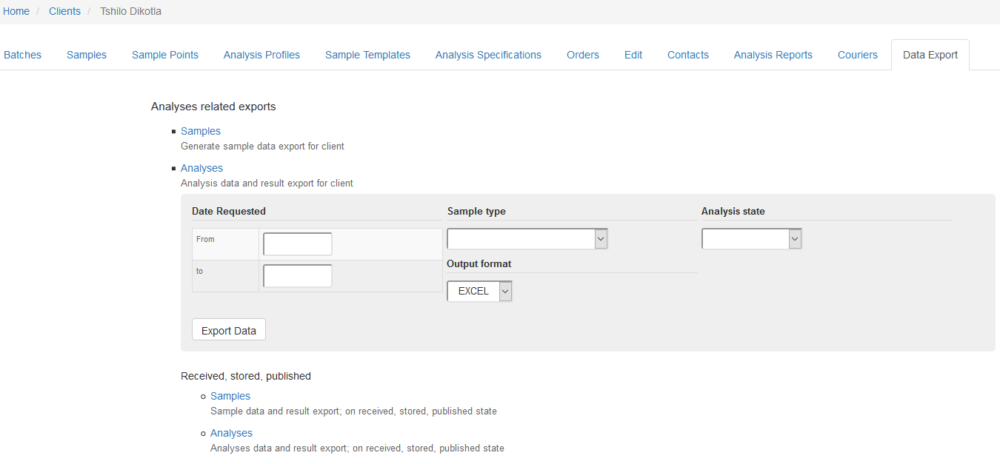 Home / Clients / Tshilo Dikotla
Batches Samples Sample Points Analysis Profiles Sample Templates Analysis Specifications Orders Edit Contacts Analysis Reports Couriers Data Export
Analyses related exports
Samples
Generate sample data export for client
Analyses
Analysis data and result export for client
Date Requested Sample type Analysis state
From
to
Output format
EXCEL
Export Data
Received, stored, published
Samples
Sample data and result export; on received, stored, published state
Analyses
Analyses data and result export; on received, stored, published state